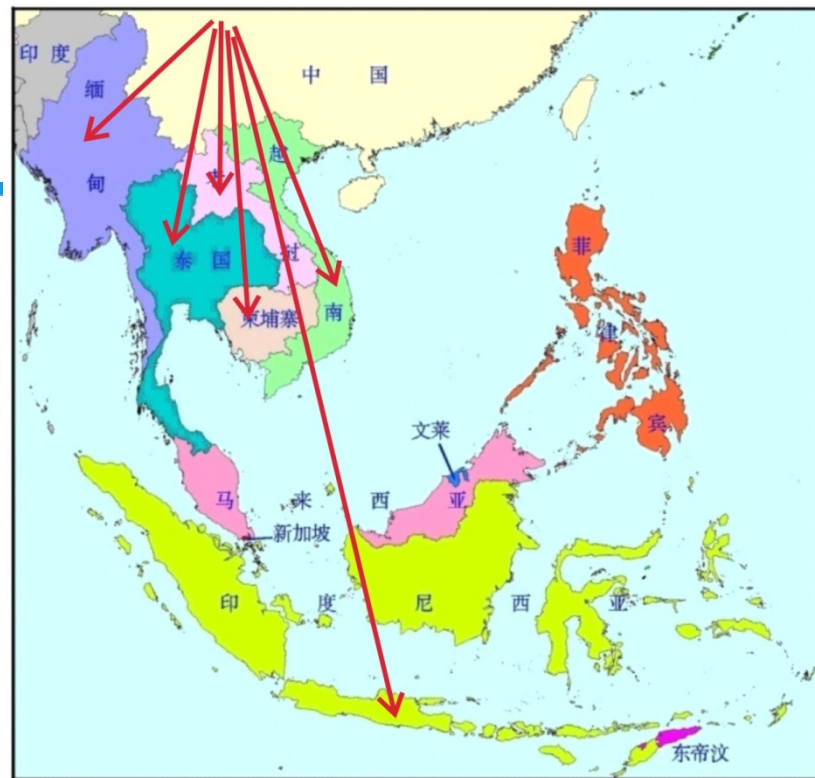 印度
中国
缅甸
越南
老挝
泰国
柬埔寨
菲律宾
文莱
马来西亚
新加坡
印度尼西亚
东帝汶